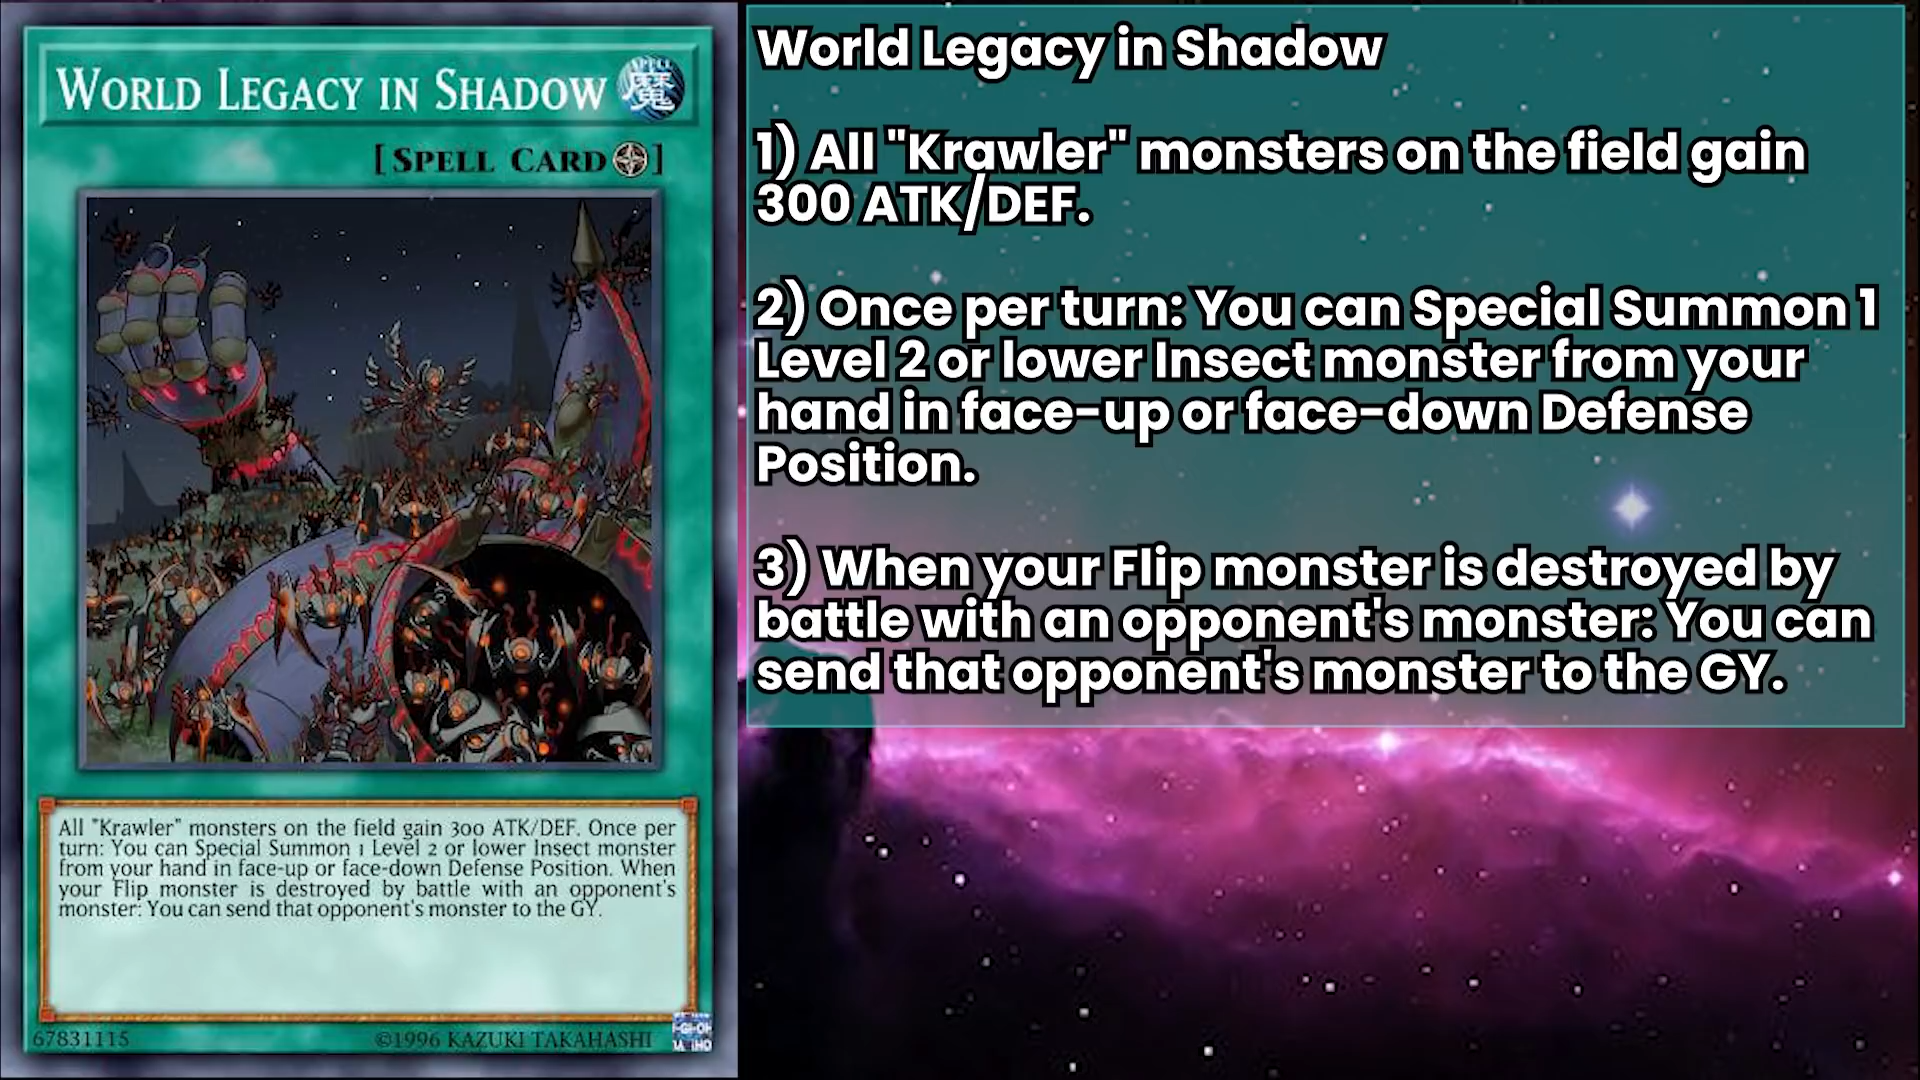 WORLD LEGACY IN SHADOW
SPELL
魔
[SPELL CARD]
All "Krawler" monsters on the field gain 300 ATK/DEF. Once per
turn: You can Special Summon 1 Level 2 or lower Insect monster
from your hand in face-up or face-down Defense Position. When
your Flip monster is destroyed by battle with an opponent's
monster: You can send that opponent's monster to the GY.
67831115
©1996 KAZUKI TAKAHASHI
World Legacy in Shadow
1) All "Krawler" monsters on the field gain
300 ATK/DEF.
2) Once per turn: You can Special Summon 1
Level 2 or lower Insect monster from your
hand in face-up or face-down Defense
Position.
3) When your Flip monster is destroyed by
battle with an opponent's monster: You can
send that opponent's monster to the GY.